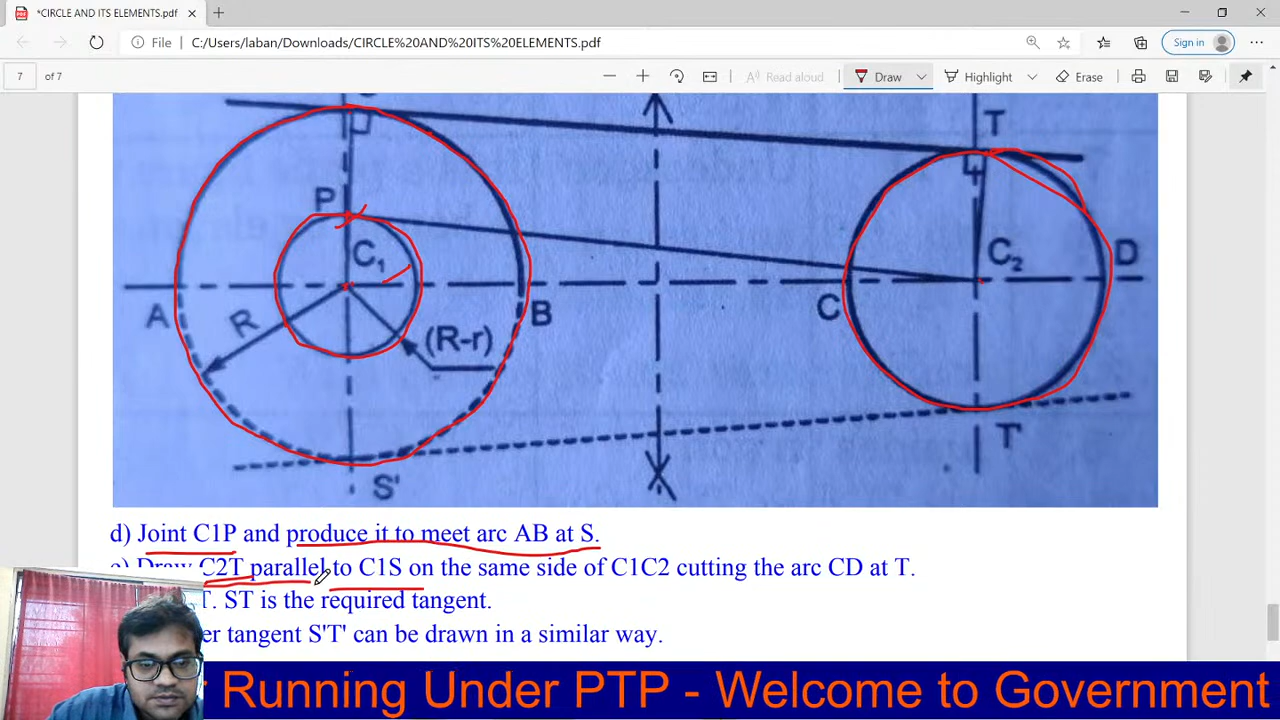 *CIRCLE AND ITS ELEMENTS.pdf
File C:/Users/laban/Downloads/CIRCLE%20AND%20ITS%20ELEMENTS.pdf
Sign in
7 of 7
Read aloud
Draw
Highlight
Erase
T
P
C1
C2
D
A
R
B
C
(R-r)
T'
S'
d) Joint C1P and produce it to meet arc AB at S.
e) Draw C2T parallel to C1S on the same side of C1C2 cutting the arc CD at T.
T. ST is the required tangent.
er tangent S'T' can be drawn in a similar way.
r Running Under PTP - Welcome to Government